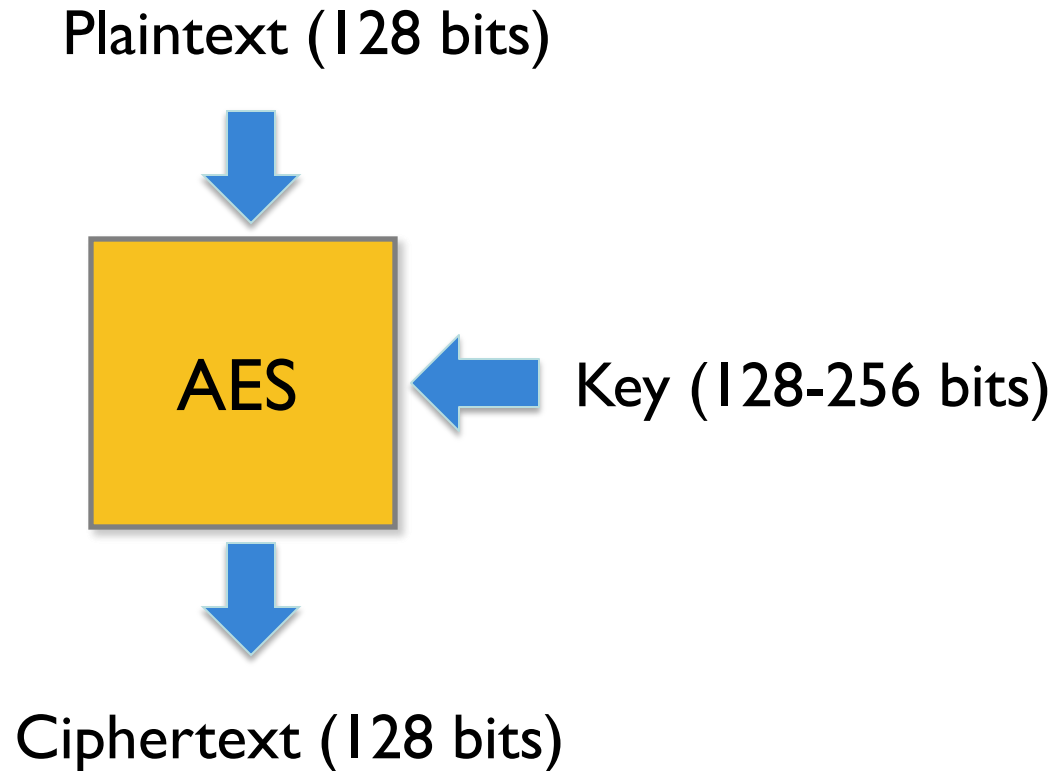 Plaintext (128 bits)
AES
Key (128-256 bits)
Ciphertext (128 bits)